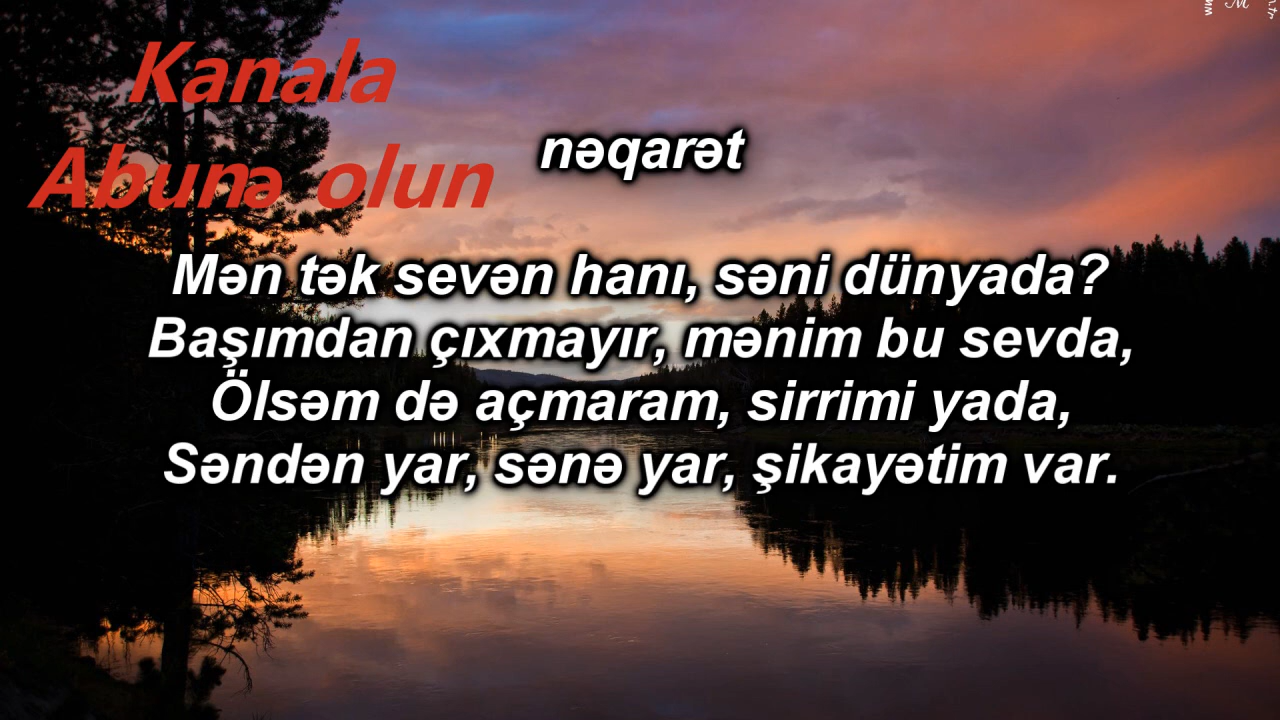 Kanala
Abunə olun
nəqarət
Mən tək sevən hanı, səni dünyada?
Başımdan çıxmayır, mənim bu sevda,
Ölsəm də açmaram, sirrimi yada,
Səndən yar, sənə yar, şikayətim var.